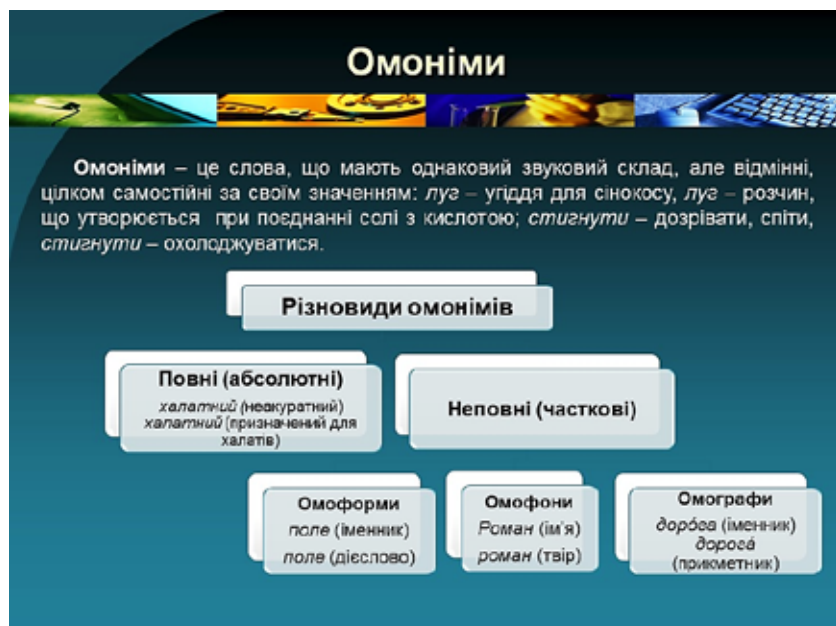 Омоніми
Омоніми – це слова, що мають однаковий звуковий склад, але відмінні,
цілком самостійні за своїм значенням: луг – угіддя для сінокосу, луг – розчин,
що утворюється при поєднанні солі з кислотою; стигнути – дозрівати, спіти,
стигнути – охолоджуватися.
Різновиди омонімів
Повні (абсолютні)
халатний (неакуратний)
халатний (призначений для
халатів)
Неповні (часткові)
Омоформи
поле (іменник)
поле (дієслово)
Омофони
Роман (ім'я)
роман (твір)
Омографи
доро́га (іменник)
дорога́
(прикметник)